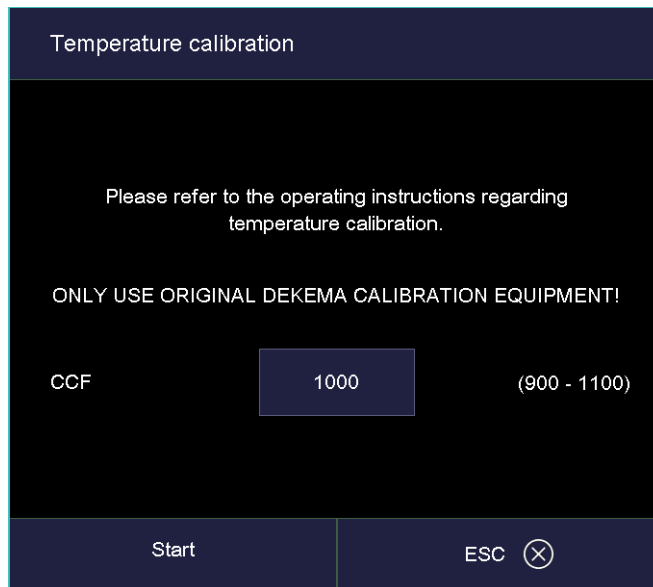 Temperature calibration
Please refer to the operating instructions regarding
temperature calibration.
ONLY USE ORIGINAL DEKEMA CALIBRATION EQUIPMENT!
CCF 1000 (900 - 1100)
Start ESC